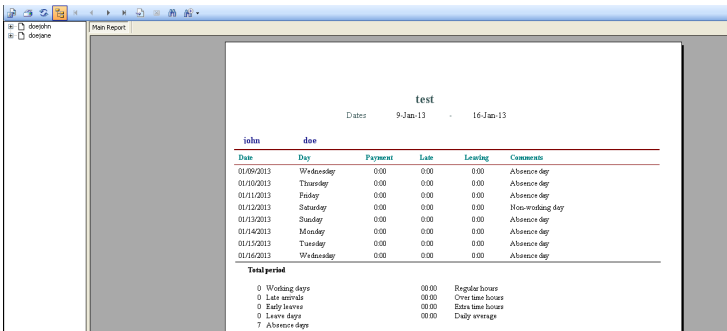 doejohn
doejane
Main Report
test
Dates 9-Jan-13 - 16-Jan-13
john doe
Date Day Payment Late Leaving Comments
01/09/2013 Wednesday 0:00 0:00 0:00 Absence day
01/10/2013 Thursday 0:00 0:00 0:00 Absence day
01/11/2013 Friday 0:00 0:00 0:00 Absence day
01/12/2013 Saturday 0:00 0:00 0:00 Non-working day
01/13/2013 Sunday 0:00 0:00 0:00 Absence day
01/14/2013 Monday 0:00 0:00 0:00 Absence day
01/15/2013 Tuesday 0:00 0:00 0:00 Absence day
01/16/2013 Wednesday 0:00 0:00 0:00 Absence day
Total period
0 Working days 00:00 Regular hours
0 Late arrivals 00:00 Over time hours
0 Early leaves 00:00 Extra time hours
0 Leave days 00:00 Daily average
7 Absence days